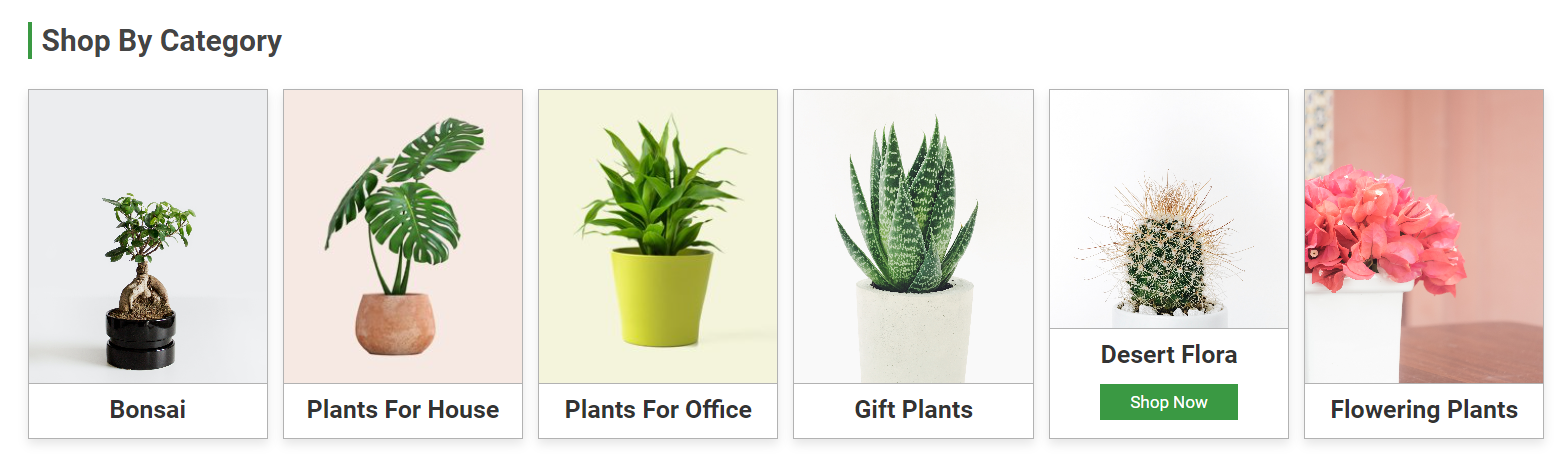 Shop By Category
Bonsai
Plants For House
Plants For Office
Gift Plants
Desert Flora
Shop Now
Flowering Plants